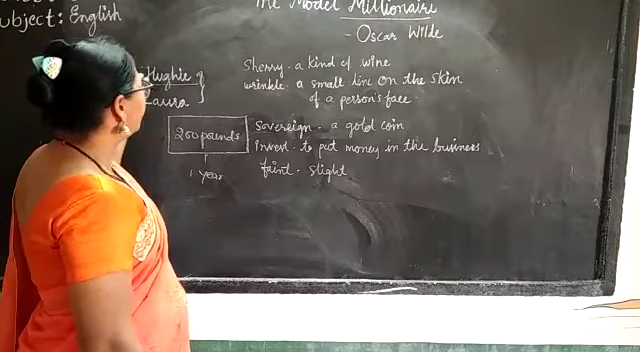 The Model Millionaire
Subject: English
- Oscar Wilde
Hughie &
Laura
Sherry - a kind of wine
wrinkle - a small line on the skin
of a person's face
200 pounds
1 year
Sovereign - a gold coin
Invest - to put money in the business
faint - slight